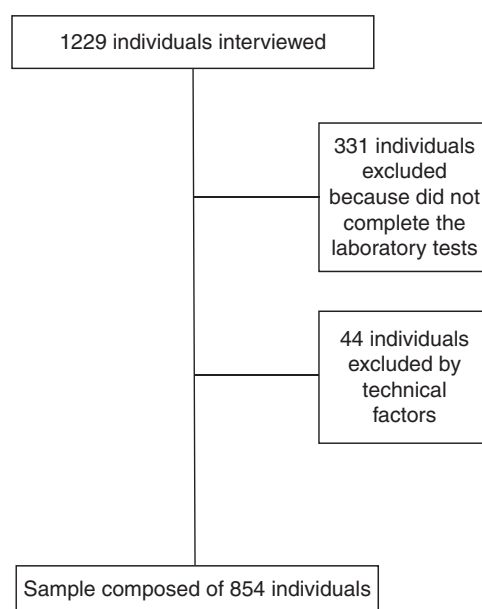 1229 individuals interviewed
331 individuals
excluded
because did not
complete the
laboratory tests
44 individuals
excluded by
technical
factors
Sample composed of 854 individuals